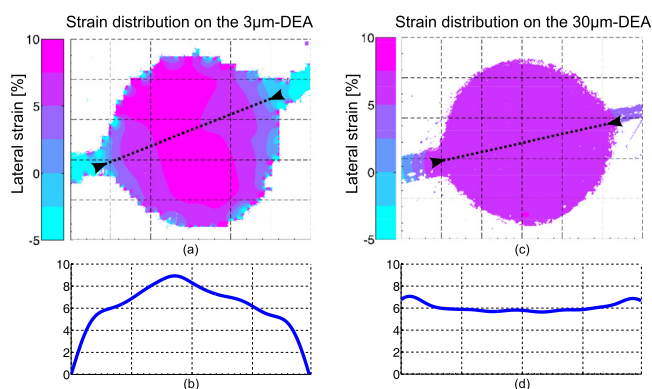 Strain distribution on the 3µm-DEA
Strain distribution on the 30µm-DEA
Lateral strain [%]
10
5
0
-5
(a)
Lateral strain [%]
10
5
0
-5
(c)
10
8
6
4
2
0
(b)
10
8
6
4
2
0
(d)